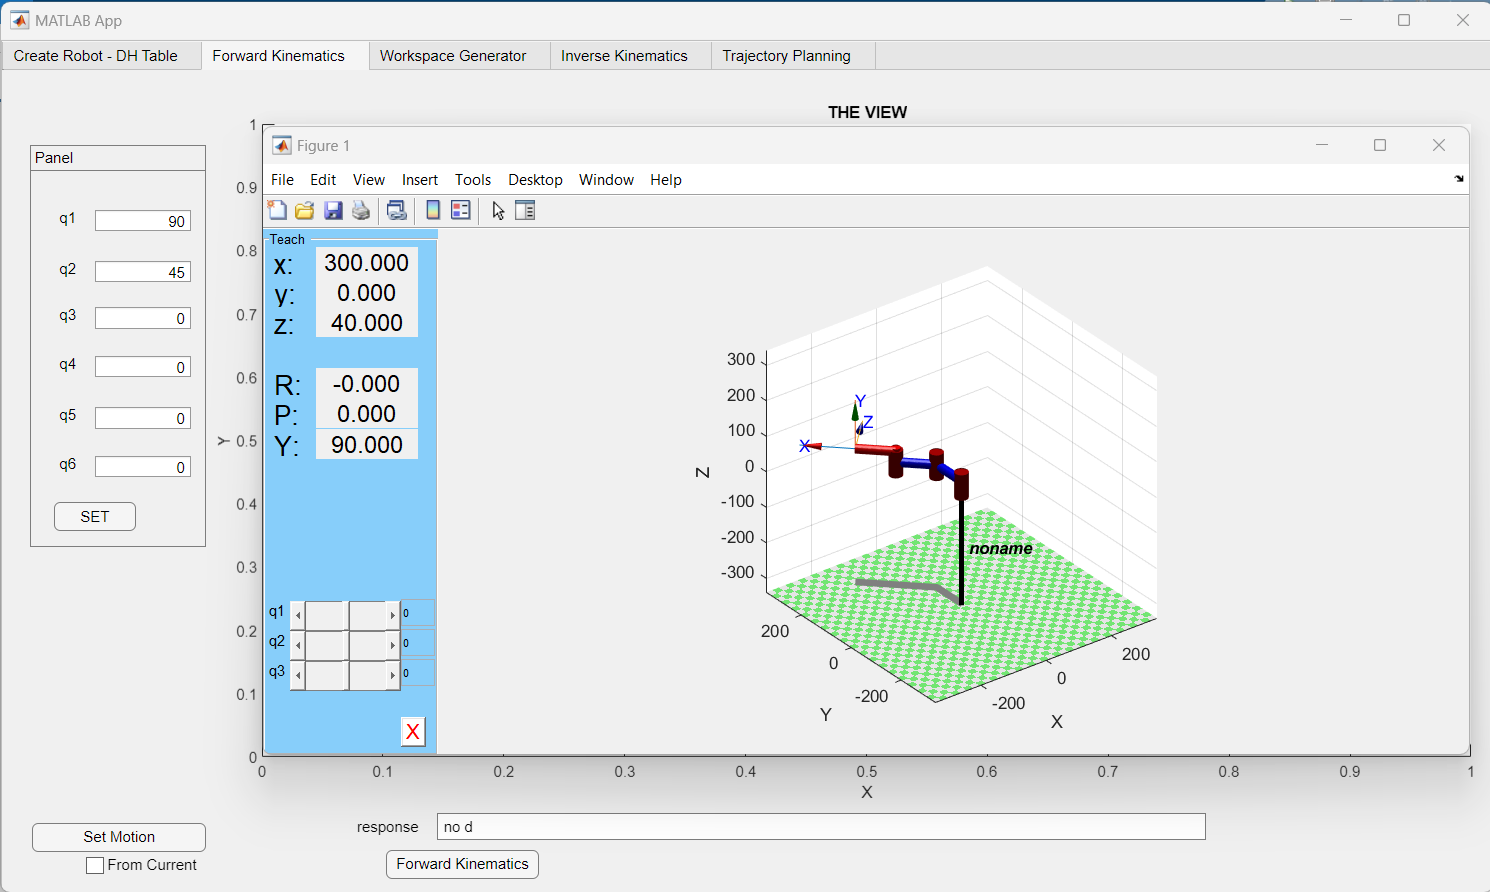 MATLAB App
Create Robot - DH Table
Forward Kinematics
Workspace Generator
Inverse Kinematics
Trajectory Planning
THE VIEW
Panel
q1 90
q2 45
q3 0
q4 0
q5 0
q6 0
SET
1
0.9
0.8
0.7
0.6
0.5
0.4
0.3
0.2
0.1
0
Y
Figure 1
File Edit View Insert Tools Desktop Window Help
Teach
x: 300.000
y: 0.000
z: 40.000
R: -0.000
P: 0.000
Y: 90.000
q1 0
q2 0
q3 0
X
300
200
100
0
-100
-200
-300
Z
Y
Z
X
noname
200
0
-200
Y
200
0
-200
X
0 0.1 0.2 0.3 0.4 0.5 0.6 0.7 0.8 0.9 1
X
Set Motion
From Current
response no d
Forward Kinematics